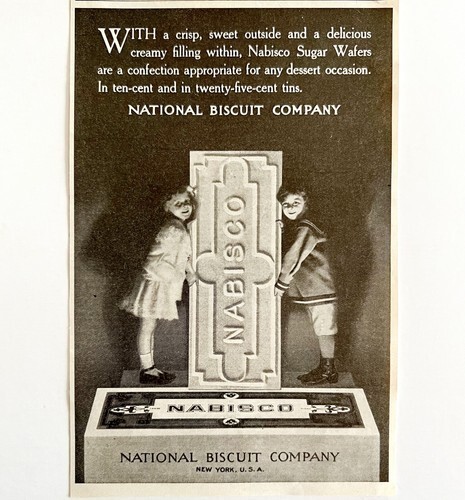 WITH a crisp, sweet outside and a delicious
creamy filling within, Nabisco Sugar Wafers
are a confection appropriate for any dessert occasion.
In ten-cent and in twenty-five-cent tins.
NATIONAL BISCUIT COMPANY
NABISCO
NABISCO
NATIONAL BISCUIT COMPANY
NEW YORK, U.S.A.